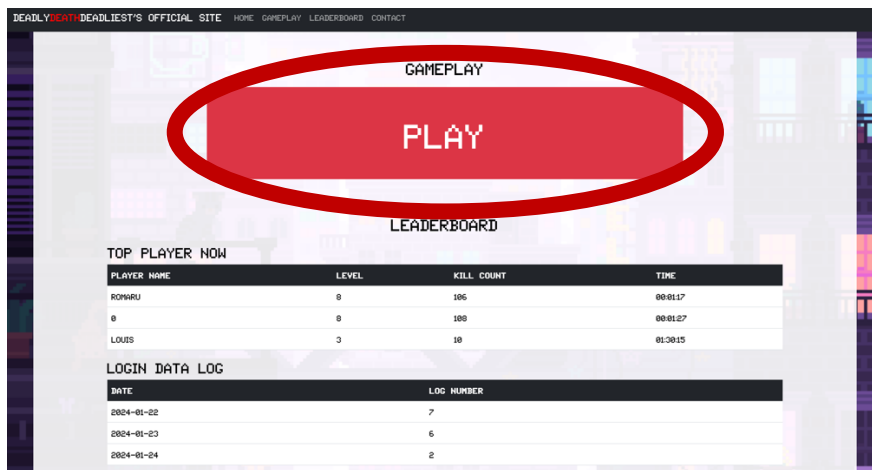 DEADLYDEATHDEADLIEST'S OFFICIAL SITE HOME GAMEPLAY LEADERBOARD CONTACT
GAMEPLAY
PLAY
LEADERBOARD
TOP PLAYER NOW
PLAYER NAME LEVEL KILL COUNT TIME
ROMARU 8 106 00:01:17
0 8 108 00:01:27
LOUIS 3 10 01:30:15
LOGIN DATA LOG
DATE LOG NUMBER
2024-01-22 7
2024-01-23 6
2024-01-24 2